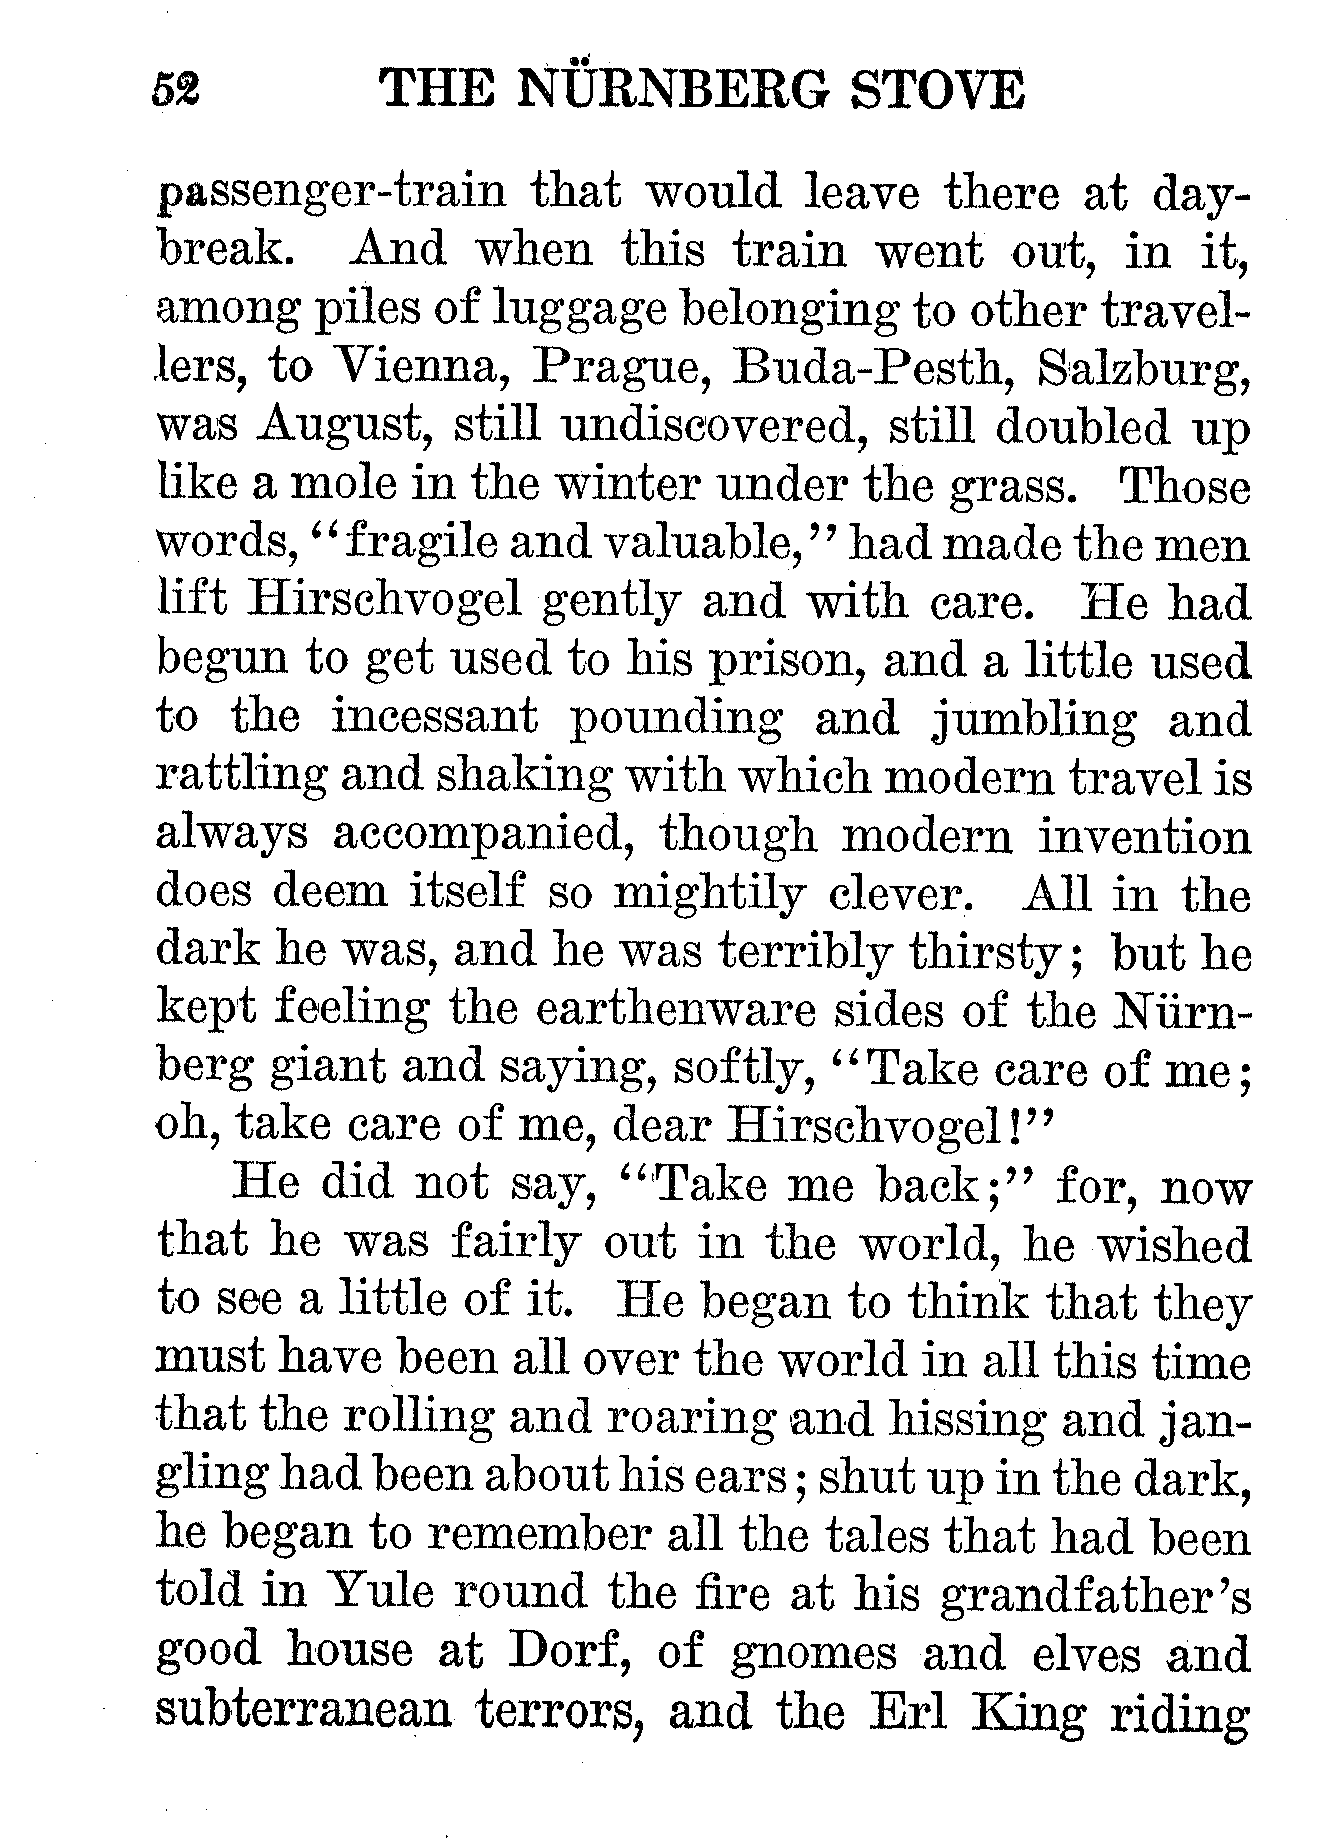 52 THE NÜRNBERG STOVE
passenger-train that would leave there at day-
break. And when this train went out, in it,
among piles of luggage belonging to other travel-
lers, to Vienna, Prague, Buda-Pesth, Salzburg,
was August, still undiscovered, still doubled up
like a mole in the winter under the grass. Those
words, "fragile and valuable," had made the men
lift Hirschvogel gently and with care. He had
begun to get used to his prison, and a little used
to the incessant pounding and jumbling and
rattling and shaking with which modern travel is
always accompanied, though modern invention
does deem itself so mightily clever. All in the
dark he was, and he was terribly thirsty; but he
kept feeling the earthenware sides of the Nürn-
berg giant and saying, softly, "Take care of me;
oh, take care of me, dear Hirschvogel!"
He did not say, "Take me back;" for, now
that he was fairly out in the world, he wished
to see a little of it. He began to think that they
must have been all over the world in all this time
that the rolling and roaring and hissing and jan-
gling had been about his ears; shut up in the dark,
he began to remember all the tales that had been
told in Yule round the fire at his grandfather's
good house at Dorf, of gnomes and elves and
subterranean terrors, and the Erl King riding